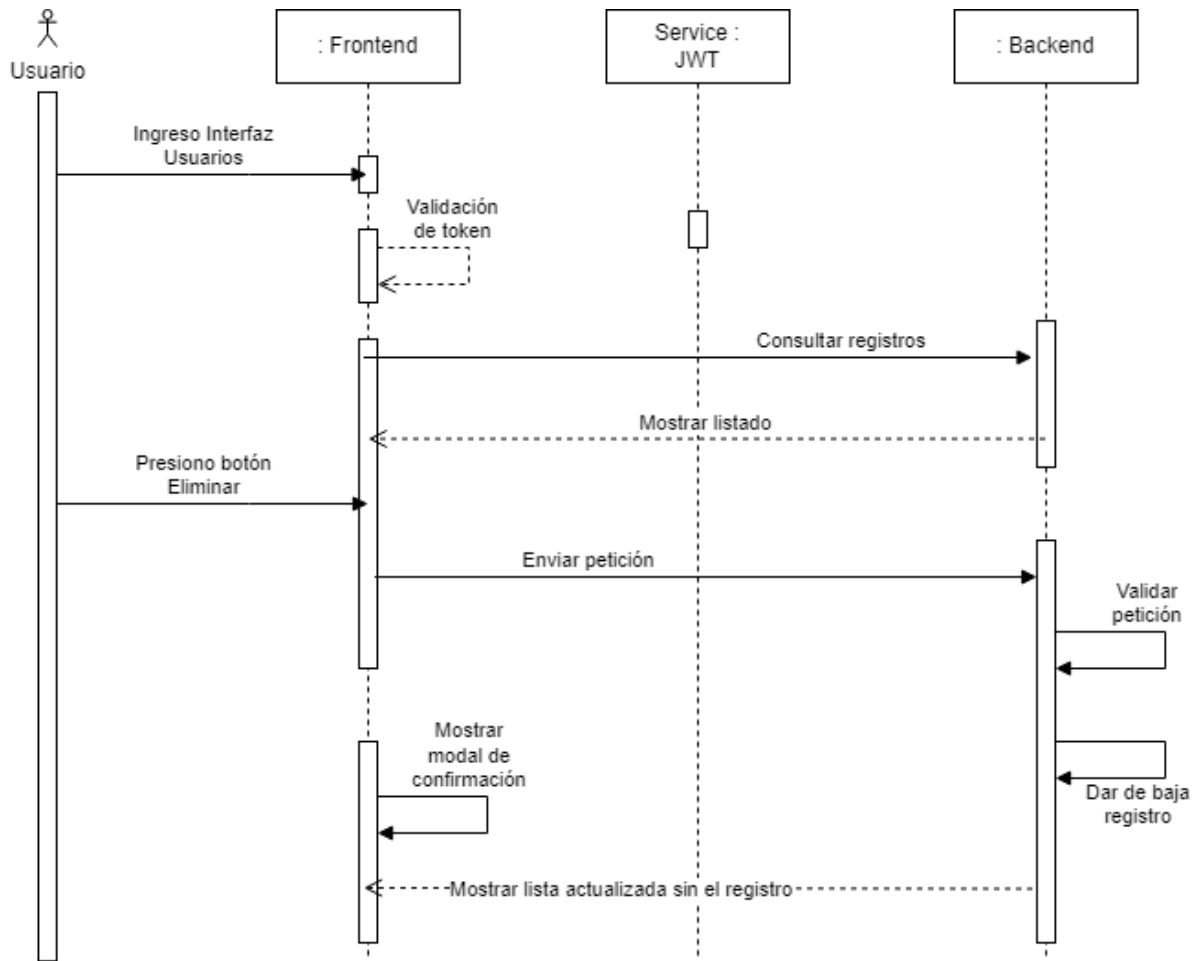 Usuario
: Frontend
Service :
JWT
: Backend
Ingreso Interfaz
Usuarios
Validación
de token
Consultar registros
Mostrar listado
Presiono botón
Eliminar
Enviar petición
Validar
petición
Mostrar
modal de
confirmación
Dar de baja
registro
Mostrar lista actualizada sin el registro